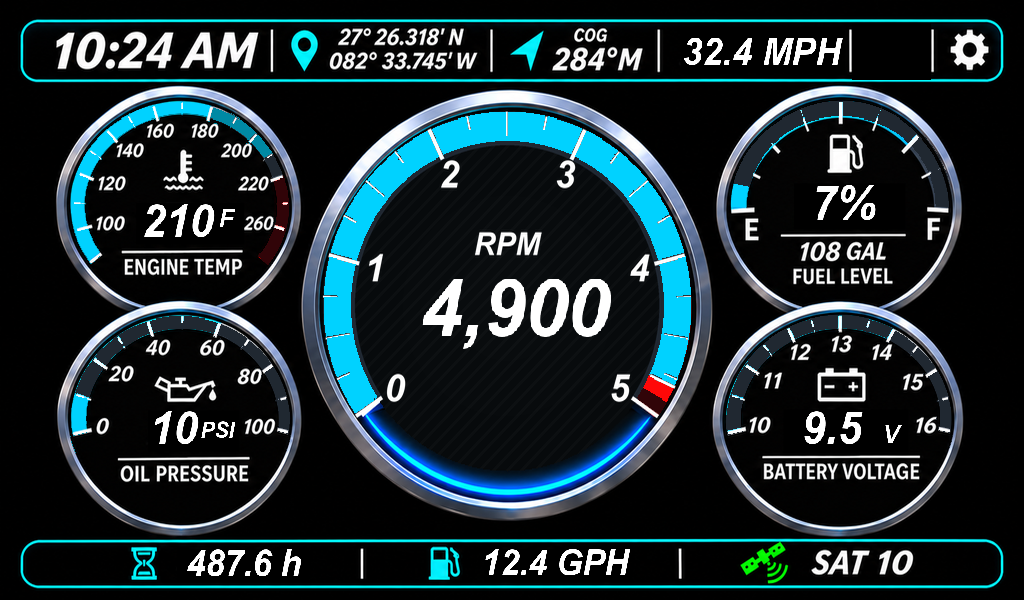 10:24 AM
27° 26.318' N
082° 33.745' W
COG
284°M
32.4 MPH
100
120
140
160
180
200
220
260
210 F
ENGINE TEMP
0
1
2
3
4
5
RPM
4,900
E
F
7%
108 GAL
FUEL LEVEL
0
20
40
60
80
100
10 PSI
OIL PRESSURE
10
11
12
13
14
15
16
9.5 V
BATTERY VOLTAGE
487.6 h
12.4 GPH
SAT 10